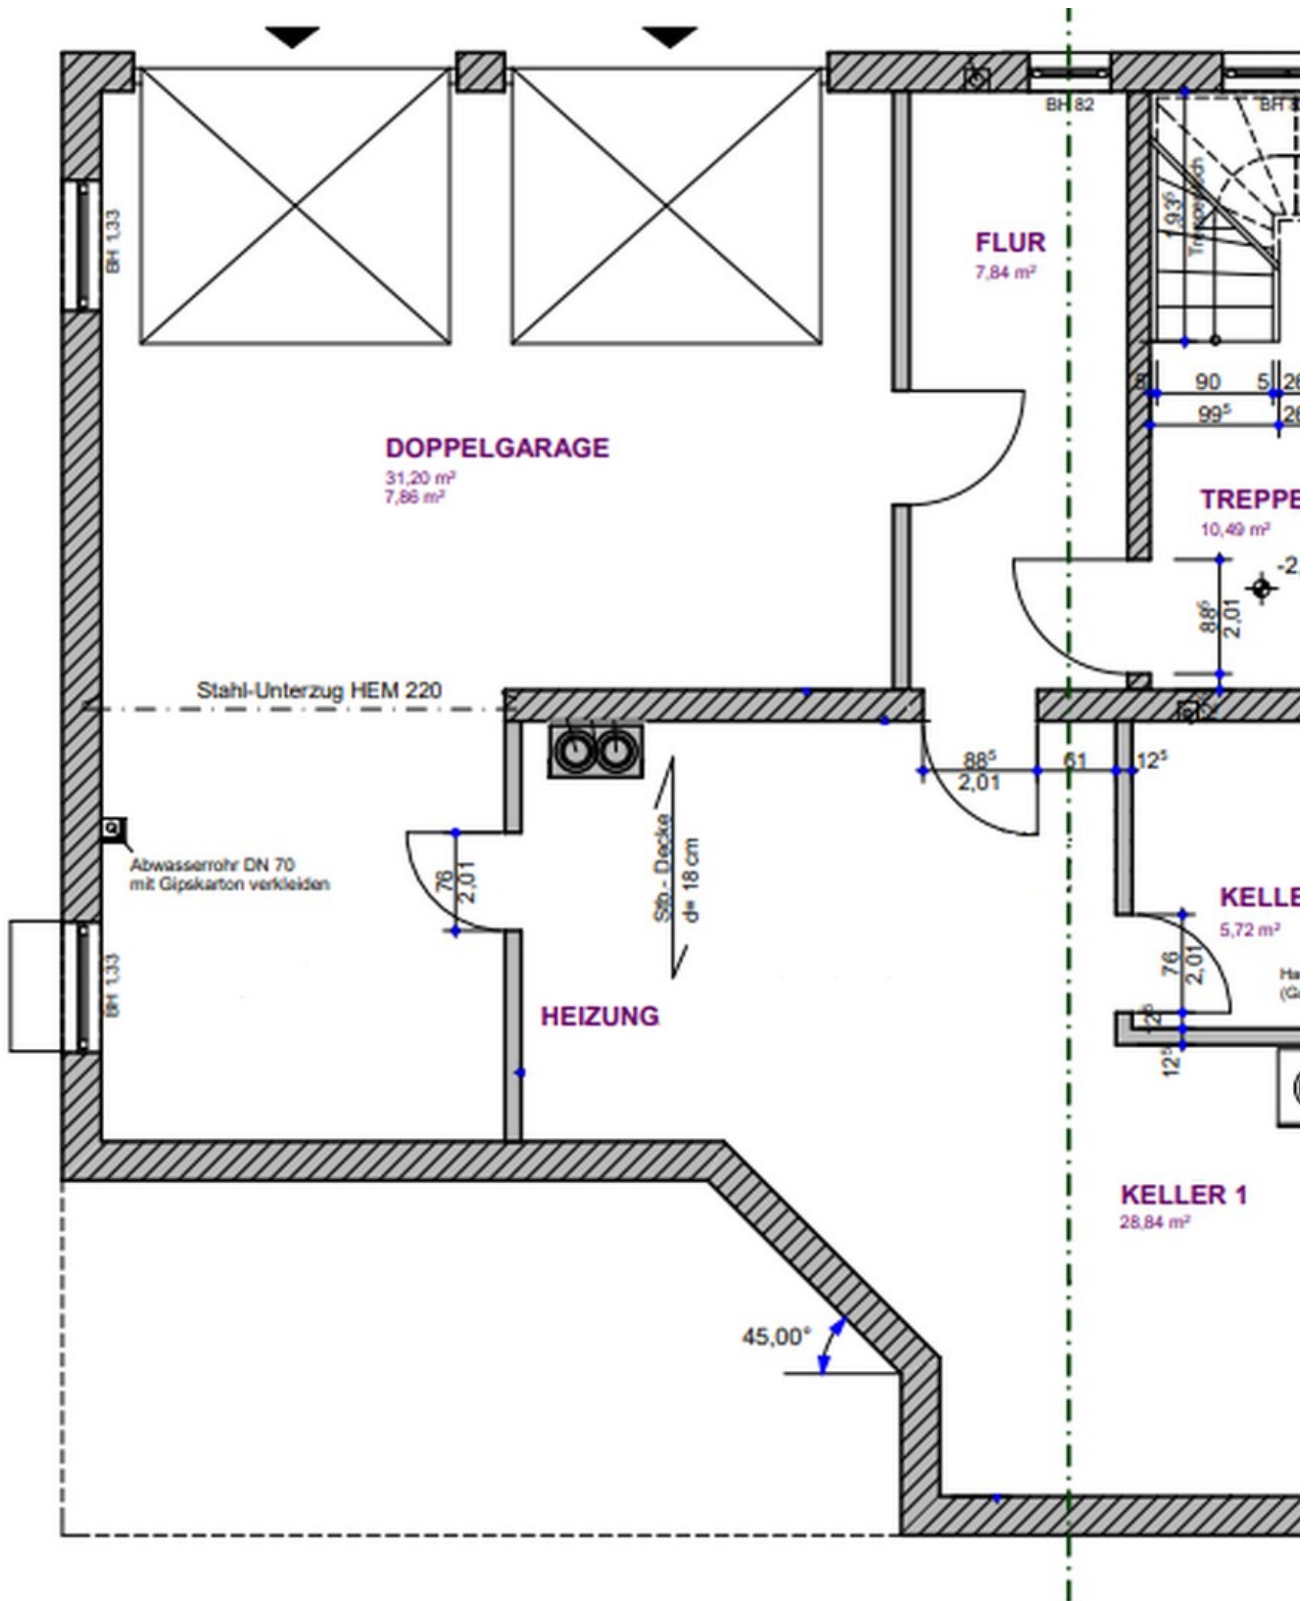 BH 82
BH 1,33
1,93⁵
Treppenloch
FLUR
7,84 m²
90
5
99⁵
DOPPELGARAGE
31,20 m²
7,86 m²
TREPPE
10,49 m²
88⁵
2,01
Stahl-Unterzug HEM 220
88⁵
2,01
61
12⁵
Abwasserrohr DN 70
mit Gipskarton verkleiden
76
2,01
Stb.- Decke
d= 18 cm
KELLE
5,72 m²
76
2,01
BH 1,33
HEIZUNG
12⁵
KELLER 1
28,84 m²
45,00°